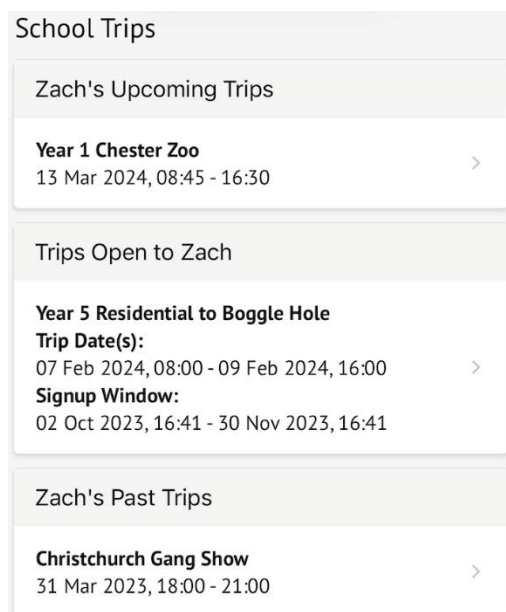 School Trips
Zach's Upcoming Trips
Year 1 Chester Zoo
13 Mar 2024, 08:45 - 16:30
Trips Open to Zach
Year 5 Residential to Boggle Hole
Trip Date(s):
07 Feb 2024, 08:00 - 09 Feb 2024, 16:00
Signup Window:
02 Oct 2023, 16:41 - 30 Nov 2023, 16:41
Zach's Past Trips
Christchurch Gang Show
31 Mar 2023, 18:00 - 21:00